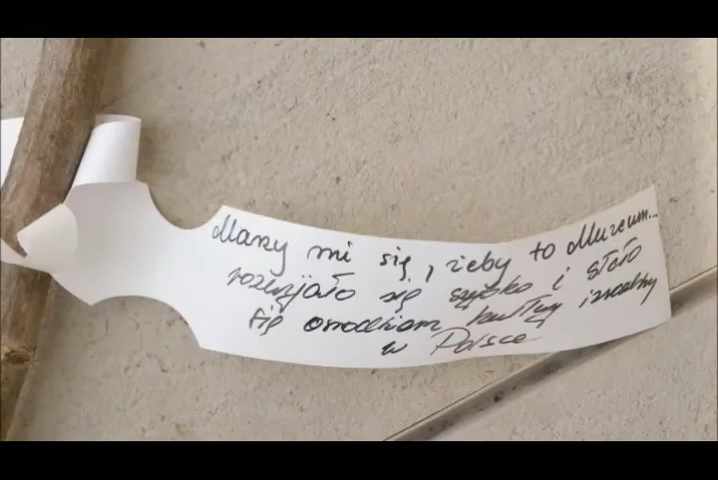 Marzy mi się, żeby to Muzeum...
rozwijało się szybko i stało
się ośrodkiem kultury
w Polsce